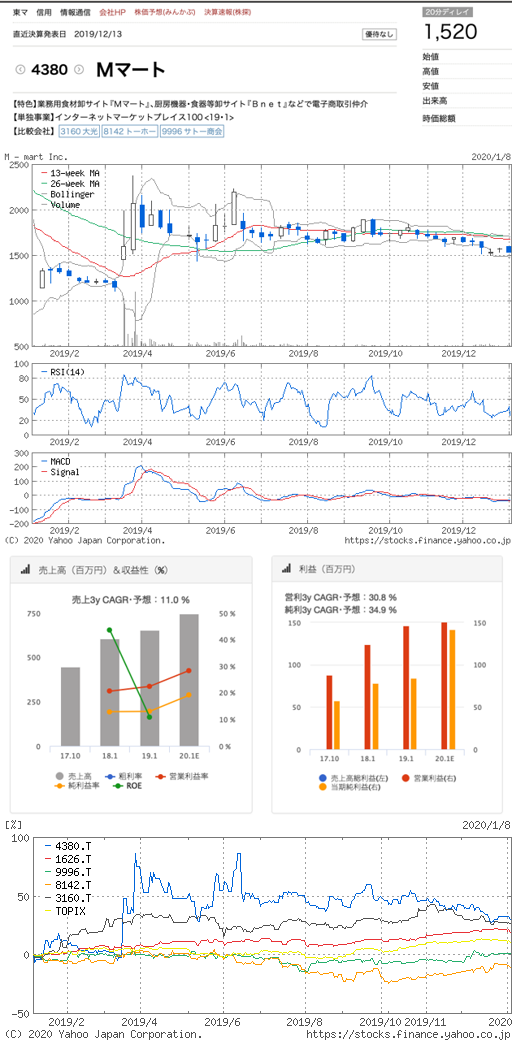 東マ 信用 情報通信 会社HP 株価予想(みんかぶ) 決算速報(株探)
20分ディレイ
直近決算発表日 2019/12/13 優待なし
1,520
4380 Mマート
始値
高値
安値
出来高
時価総額
【特色】業務用食材卸サイト『Mマート』、厨房機器・食器等卸サイト『Bnet』などで電子商取引仲介
【単独事業】インターネットマーケットプレイス100<19・1>
【比較会社】 3160 大光 8142 トーホー 9996 サトー商会
M - mart Inc. 2020/1/8
2500
13-week MA
26-week MA
Bollinger
Volume
2000
1500
1000
500
2019/2 2019/4 2019/6 2019/8 2019/10 2019/12
100
RSI(14)
80
60
40
20
0
2019/2 2019/4 2019/6 2019/8 2019/10 2019/12
300
MACD
200
Signal
100
0
-100
-200
2019/2 2019/4 2019/6 2019/8 2019/10 2019/12
(C) 2020 Yahoo Japan Corporation. https://stocks.finance.yahoo.co.jp/
売上高（百万円）＆収益性（%）
売上3y CAGR・予想：11.0 %
750 50 %
40 %
500
30 %
20 %
250
10 %
0 0 %
17.10 18.1 19.1 20.1E
売上高 粗利率 営業利益率
純利益率 ROE
利益（百万円）
営利3y CAGR・予想：30.8 %
純利3y CAGR・予想：34.9 %
150 150
100 100
50 50
0 0
17.10 18.1 19.1 20.1E
売上高総利益(左) 営業利益(右)
当期純利益(右)
[%] 2020/1/8
100
4380.T
1626.T
9996.T
8142.T
3160.T
TOPIX
50
0
-50
2019/2 2019/4 2019/6 2019/8 2019/10 2019/11 2020
(C) 2020 Yahoo Japan Corporation. https://stocks.finance.yahoo.co.jp/